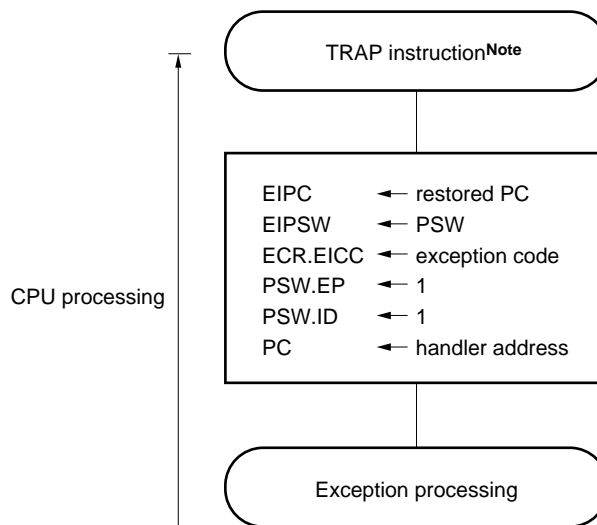 TRAP instructionNote
EIPC ← restored PC
EIPSW ← PSW
ECR.EICC ← exception code
PSW.EP ← 1
PSW.ID ← 1
PC ← handler address
CPU processing
Exception processing